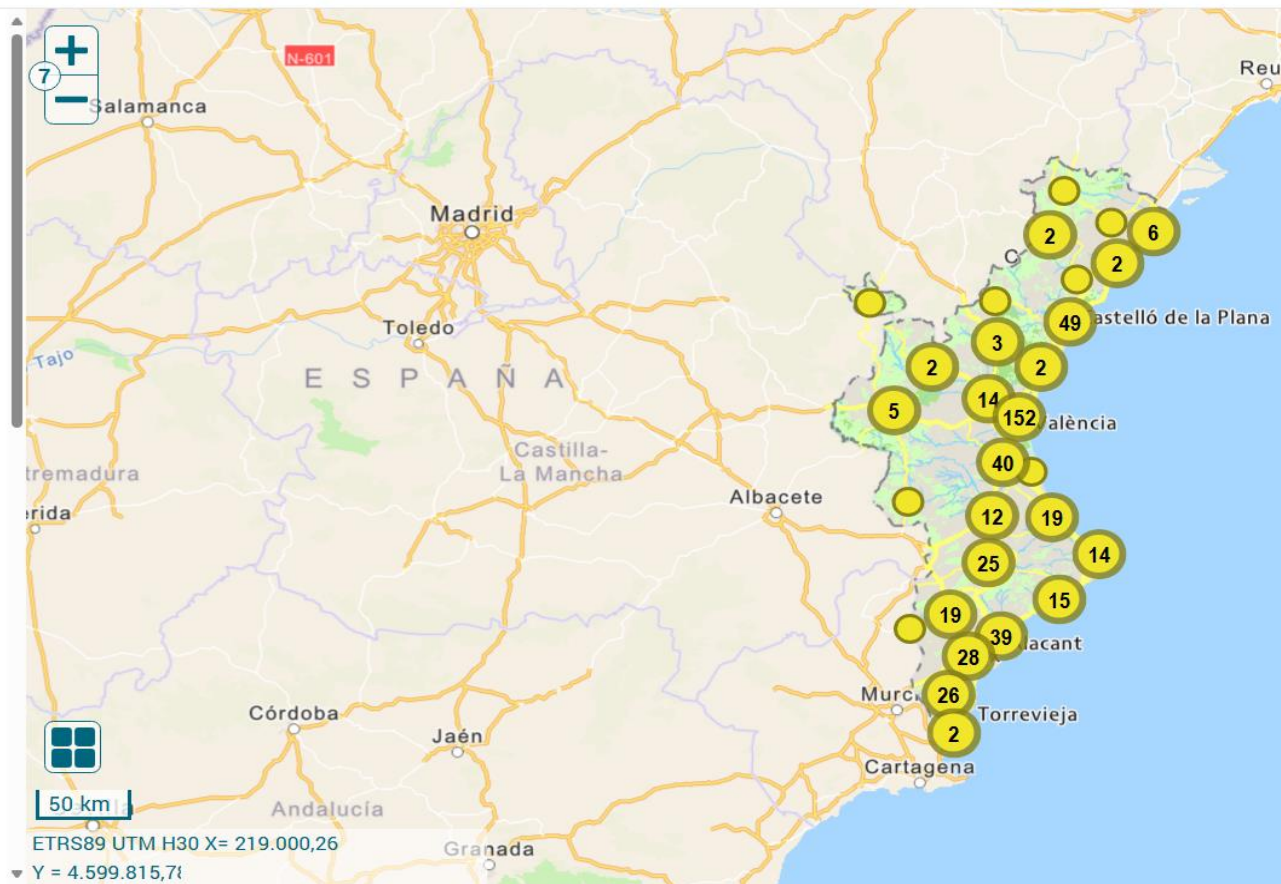 N-601
Reu
7
Salamanca
Madrid
2
6
C
2
Toledo
49
astelló de la Plana
Tajo
3
ESPAÑA
2
2
14
5
152
València
Castilla-
La Mancha
40
tremadura
Albacete
erida
12
19
14
25
15
19
39
lacant
28
Murc
26
Córdoba
Torrevieja
Jaén
2
Cartagena
50 km
Andalucía
ETRS89 UTM H30 X= 219.000,26
Granada
Y = 4.599.815,78